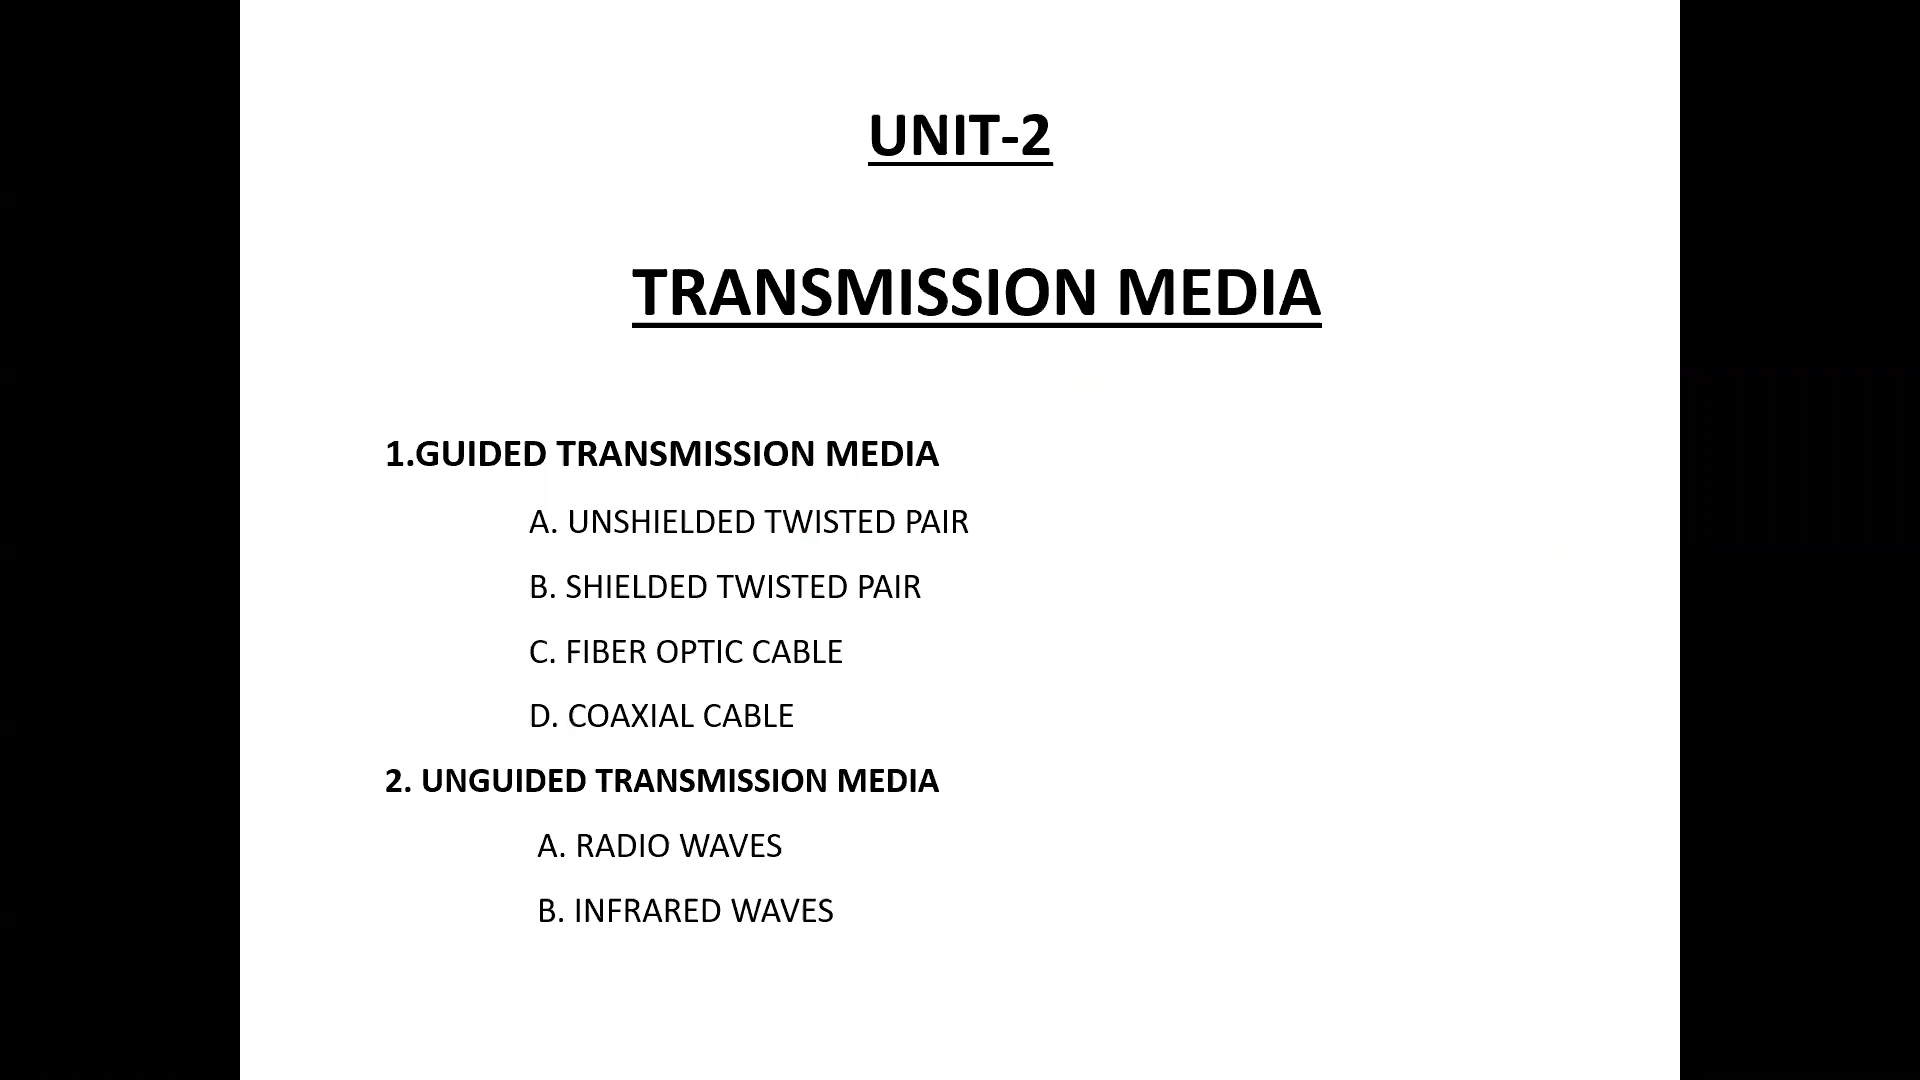 UNIT-2
TRANSMISSION MEDIA
1.GUIDED TRANSMISSION MEDIA
A. UNSHIELDED TWISTED PAIR
B. SHIELDED TWISTED PAIR
C. FIBER OPTIC CABLE
D. COAXIAL CABLE
2. UNGUIDED TRANSMISSION MEDIA
A. RADIO WAVES
B. INFRARED WAVES